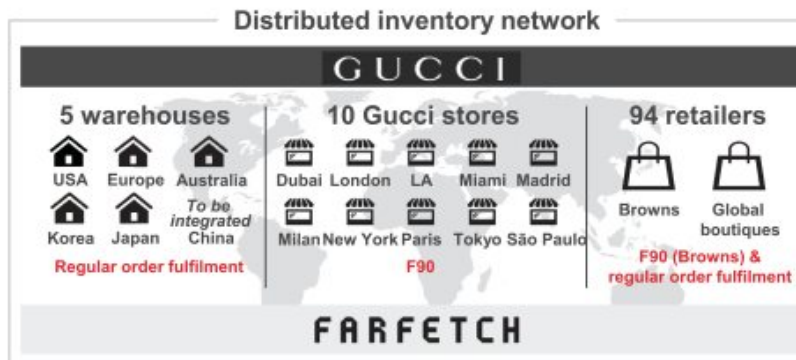 Distributed inventory network
GUCCI
5 warehouses
USA Europe Australia
Korea Japan To be integrated China
Regular order fulfilment
10 Gucci stores
Dubai London LA Miami Madrid
Milan New York Paris Tokyo São Paulo
F90
94 retailers
Browns Global boutiques
F90 (Browns) &
regular order fulfilment
FARFETCH